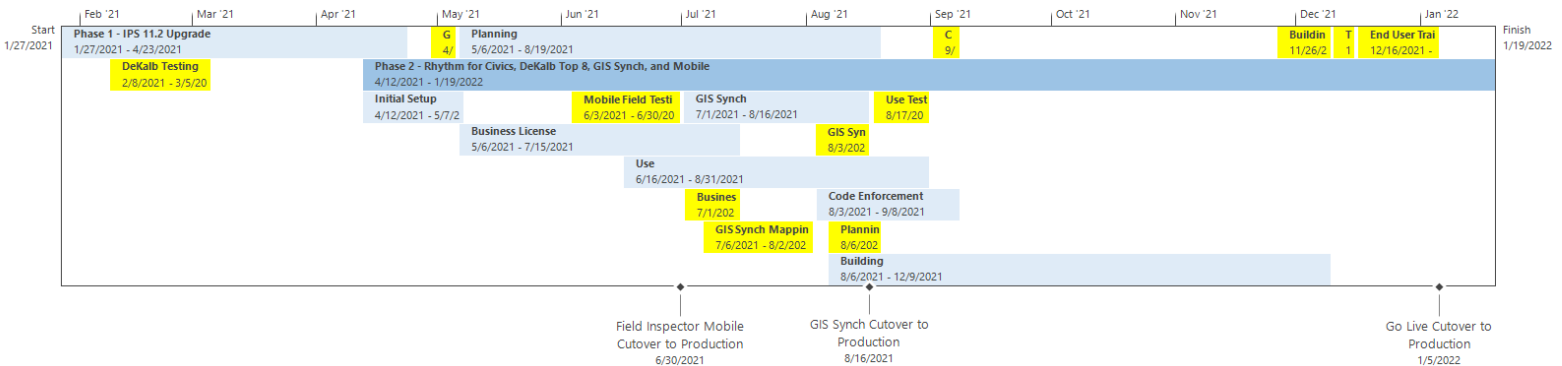 Feb '21
Mar '21
Apr '21
May '21
Jun '21
Jul '21
Aug '21
Sep '21
Oct '21
Nov '21
Dec '21
Jan '22
Start
1/27/2021
Finish
1/19/2022
Phase 1 - IPS 11.2 Upgrade
1/27/2021 - 4/23/2021
G
4/
Planning
5/6/2021 - 8/19/2021
C
9/
Buildin
11/26/2
T
1
End User Trai
12/16/2021 -
DeKalb Testing
2/8/2021 - 3/5/20
Phase 2 - Rhythm for Civics, DeKalb Top 8, GIS Synch, and Mobile
4/12/2021 - 1/19/2022
Initial Setup
4/12/2021 - 5/7/2
Mobile Field Testi
6/3/2021 - 6/30/20
GIS Synch
7/1/2021 - 8/16/2021
Use Test
8/17/20
Business License
5/6/2021 - 7/15/2021
GIS Syn
8/3/202
Use
6/16/2021 - 8/31/2021
Busines
7/1/202
Code Enforcement
8/3/2021 - 9/8/2021
GIS Synch Mappin
7/6/2021 - 8/2/202
Plannin
8/6/202
Building
8/6/2021 - 12/9/2021
Field Inspector Mobile
Cutover to Production
6/30/2021
GIS Synch Cutover to
Production
8/16/2021
Go Live Cutover to
Production
1/5/2022